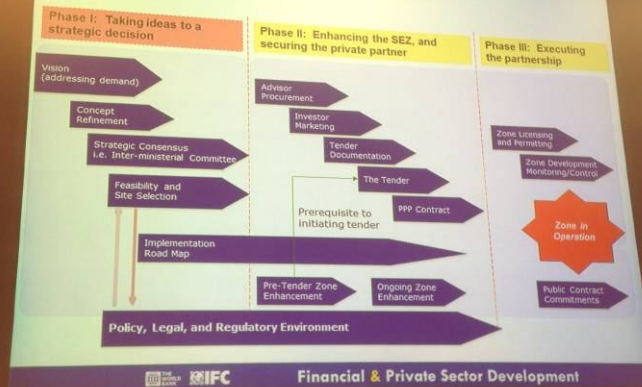 Phase I: Taking ideas to a
strategic decision
Vision
(addressing demand)
Concept
Refinement
Strategic Consensus
i.e. Inter-ministerial Committee
Feasibility and
Site Selection
Implementation
Road Map
Phase II: Enhancing the SEZ, and
securing the private partner
Advisor
Procurement
Investor
Marketing
Tender
Documentation
The Tender
PPP Contract
Prerequisite to
initiating tender
Pre-Tender Zone
Enhancement
Ongoing Zone
Enhancement
Phase III: Executing
the partnership
Zone Licensing
and Permitting
Zone Development
Monitoring/Control
Zone in
Operation
Public Contract
Commitments
Policy, Legal, and Regulatory Environment
THE
WORLD
BANK
IFC
Financial & Private Sector Development